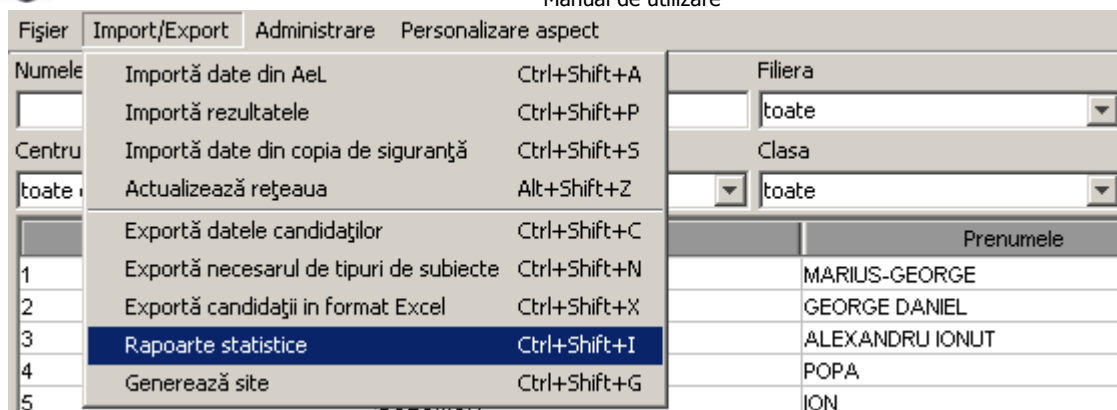 Manual de utilizare
Fişier Import/Export Administrare Personalizare aspect
Numele Filiera
toate
Importă date din AeL Ctrl+Shift+A
Importă rezultatele Ctrl+Shift+P
Centru Clasa
toate toate
Importă date din copia de siguranţă Ctrl+Shift+S
Actualizează reţeaua Alt+Shift+Z
Exportă datele candidaţilor Ctrl+Shift+C
Exportă necesarul de tipuri de subiecte Ctrl+Shift+N
Exportă candidaţii in format Excel Ctrl+Shift+X
Rapoarte statistice Ctrl+Shift+I
Generează site Ctrl+Shift+G
Prenumele
1 MARIUS-GEORGE
2 GEORGE DANIEL
3 ALEXANDRU IONUT
4 POPA
5 ION